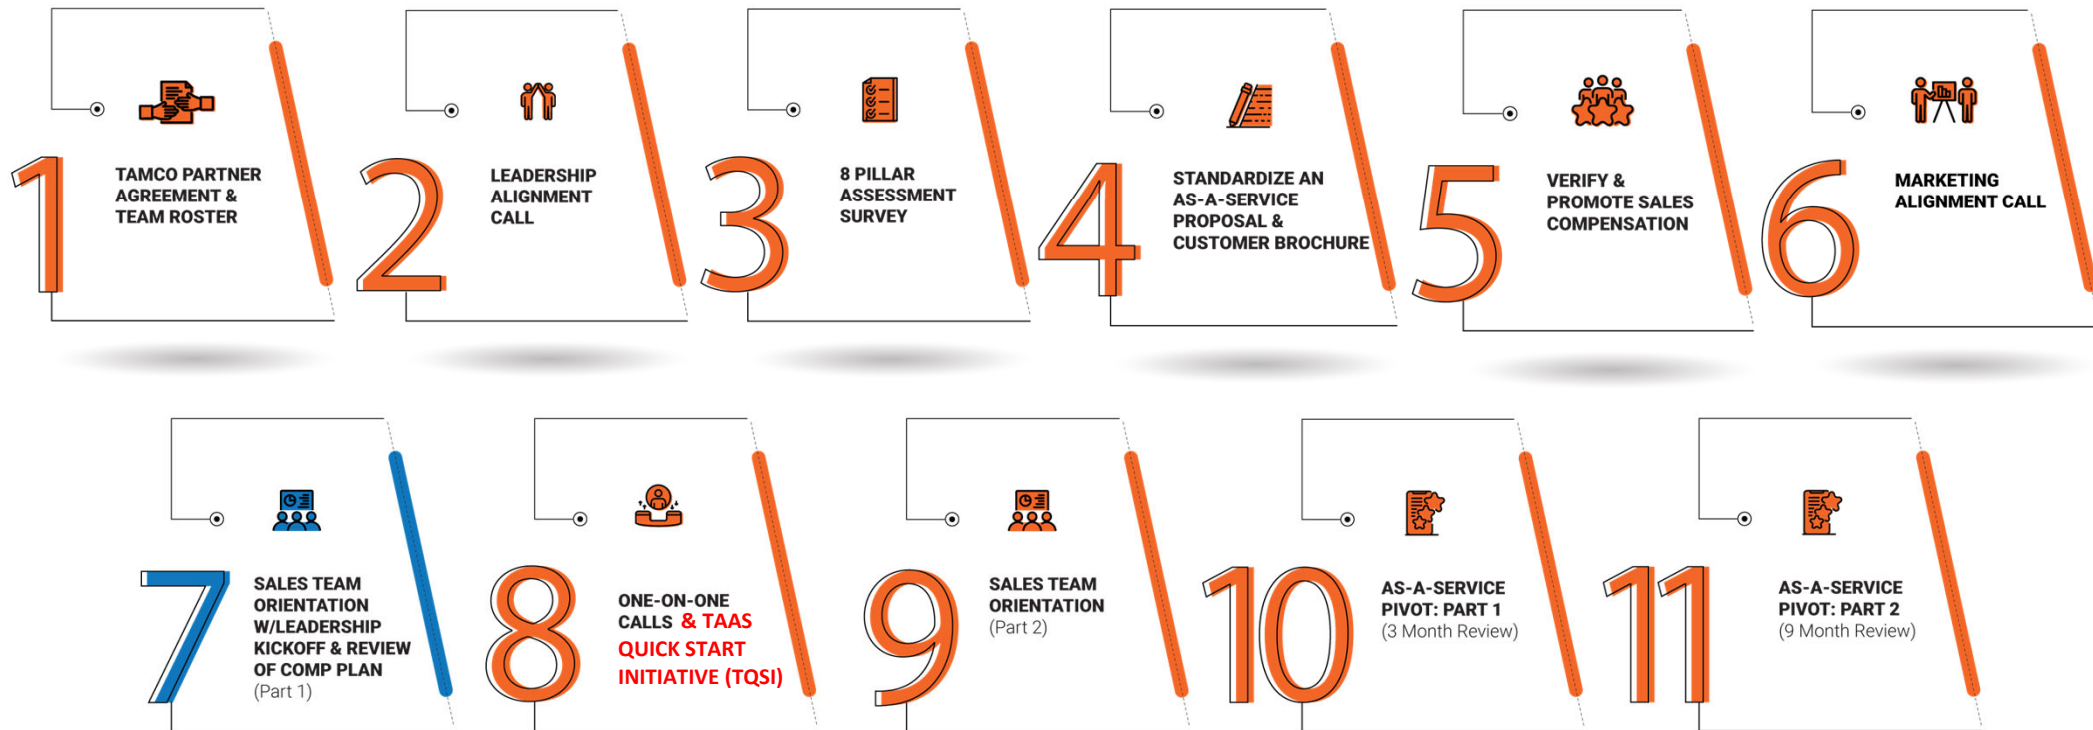 1
TAMCO PARTNER
AGREEMENT &
TEAM ROSTER
2
LEADERSHIP
ALIGNMENT
CALL
3
8 PILLAR
ASSESSMENT
SURVEY
4
STANDARDIZE AN
AS-A-SERVICE
PROPOSAL &
CUSTOMER BROCHURE
5
VERIFY &
PROMOTE SALES
COMPENSATION
6
MARKETING
ALIGNMENT CALL
7
SALES TEAM
ORIENTATION
W/LEADERSHIP
KICKOFF & REVIEW
OF COMP PLAN
(Part 1)
8
ONE-ON-ONE
CALLS & TAAS
QUICK START
INITIATIVE (TQSI)
9
SALES TEAM
ORIENTATION
(Part 2)
10
AS-A-SERVICE
PIVOT: PART 1
(3 Month Review)
11
AS-A-SERVICE
PIVOT: PART 2
(9 Month Review)